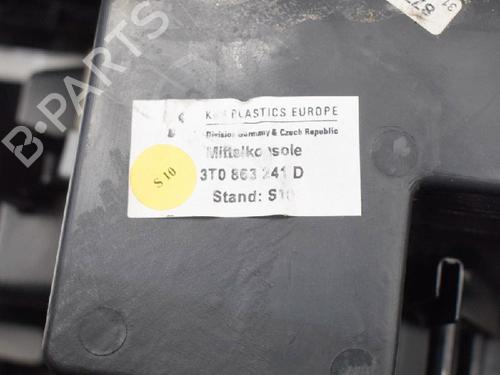 PLASTICS EUROPE
Division Germany & Czech Republic
Mittelkonsole
3T0 863 241 D
Stand: S10
S 10
B-PARTS